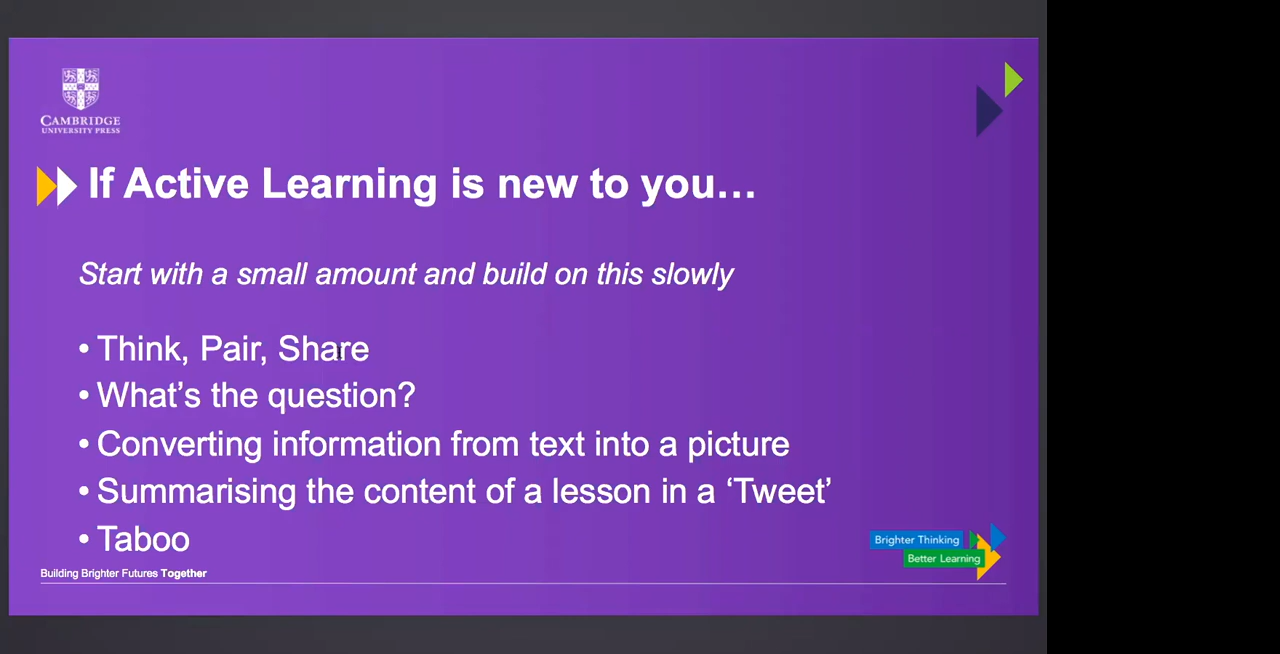 CAMBRIDGE
UNIVERSITY PRESS
If Active Learning is new to you…
Start with a small amount and build on this slowly
• Think, Pair, Share
• What’s the question?
• Converting information from text into a picture
• Summarising the content of a lesson in a ‘Tweet’
• Taboo
Brighter Thinking
Better Learning
Building Brighter Futures Together